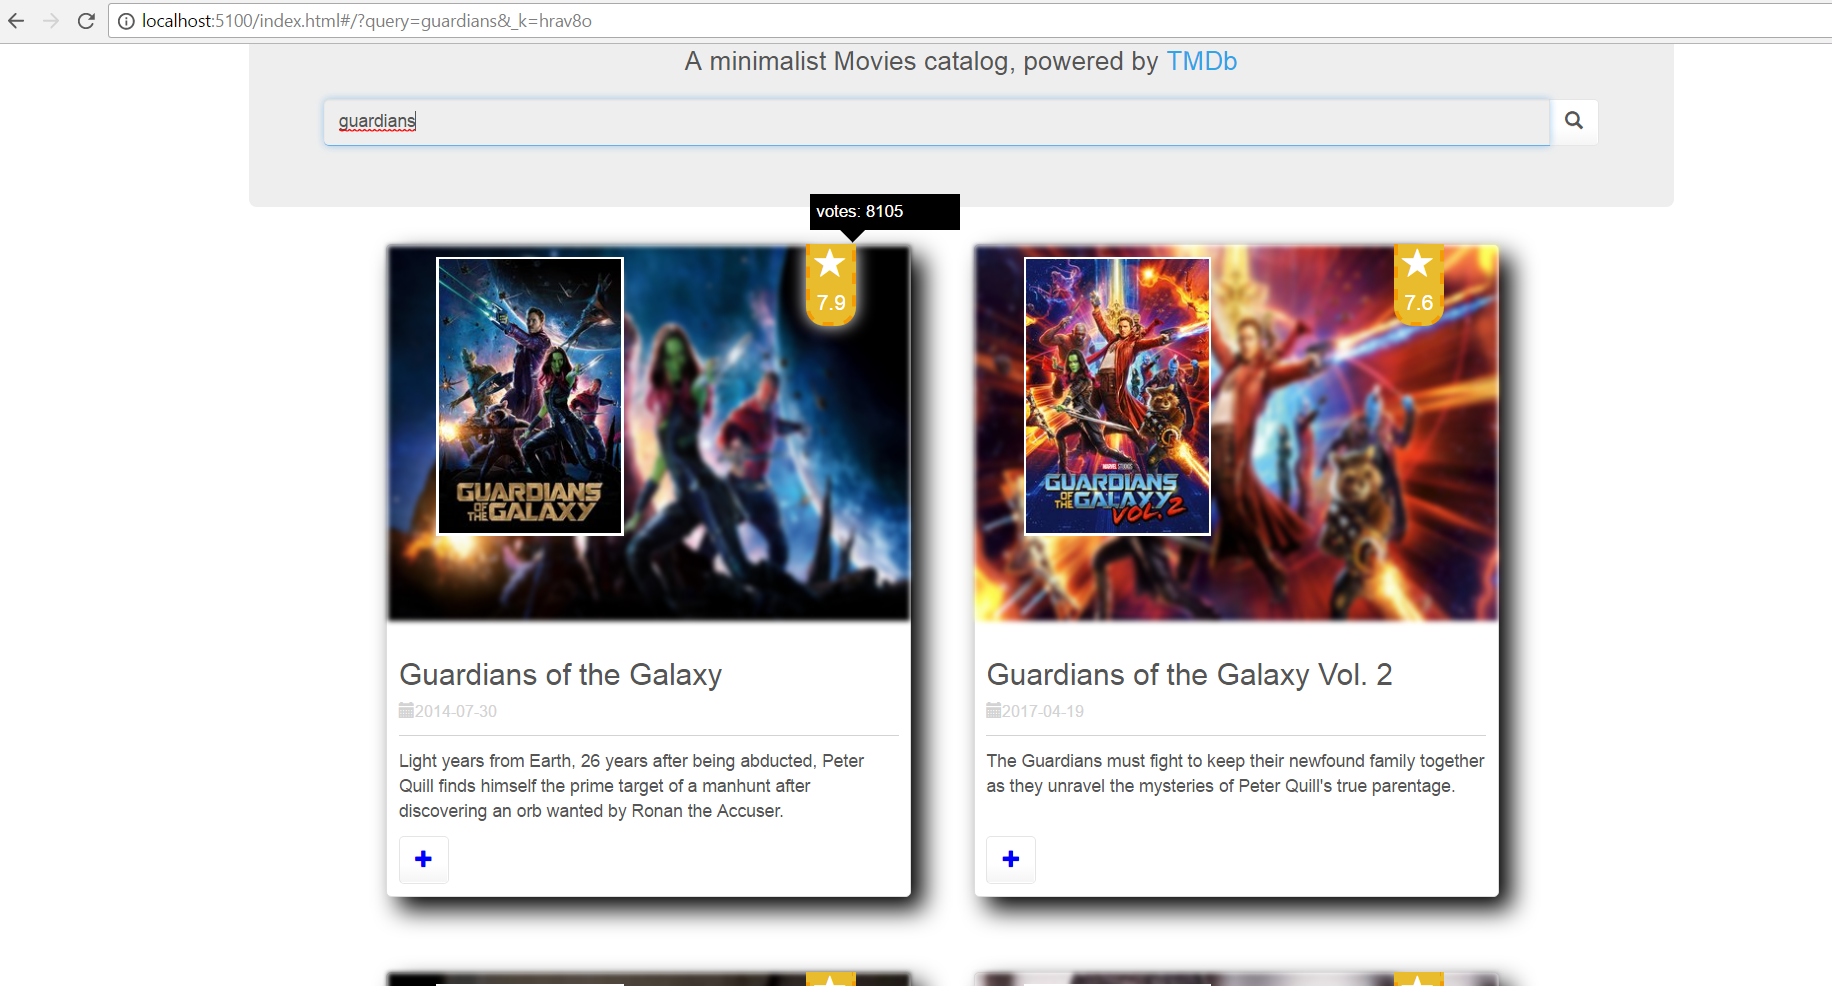 localhost:5100/index.html#/?query=guardians&_k=hrav8o
A minimalist Movies catalog, powered by TMDb
guardians
votes: 8105
7.9
GUARDIANS
OF THE GALAXY
7.6
MARVEL STUDIOS
GUARDIANS
OF THE GALAXY
VOL. 2
Guardians of the Galaxy
2014-07-30
Light years from Earth, 26 years after being abducted, Peter
Quill finds himself the prime target of a manhunt after
discovering an orb wanted by Ronan the Accuser.
Guardians of the Galaxy Vol. 2
2017-04-19
The Guardians must fight to keep their newfound family together
as they unravel the mysteries of Peter Quill's true parentage.